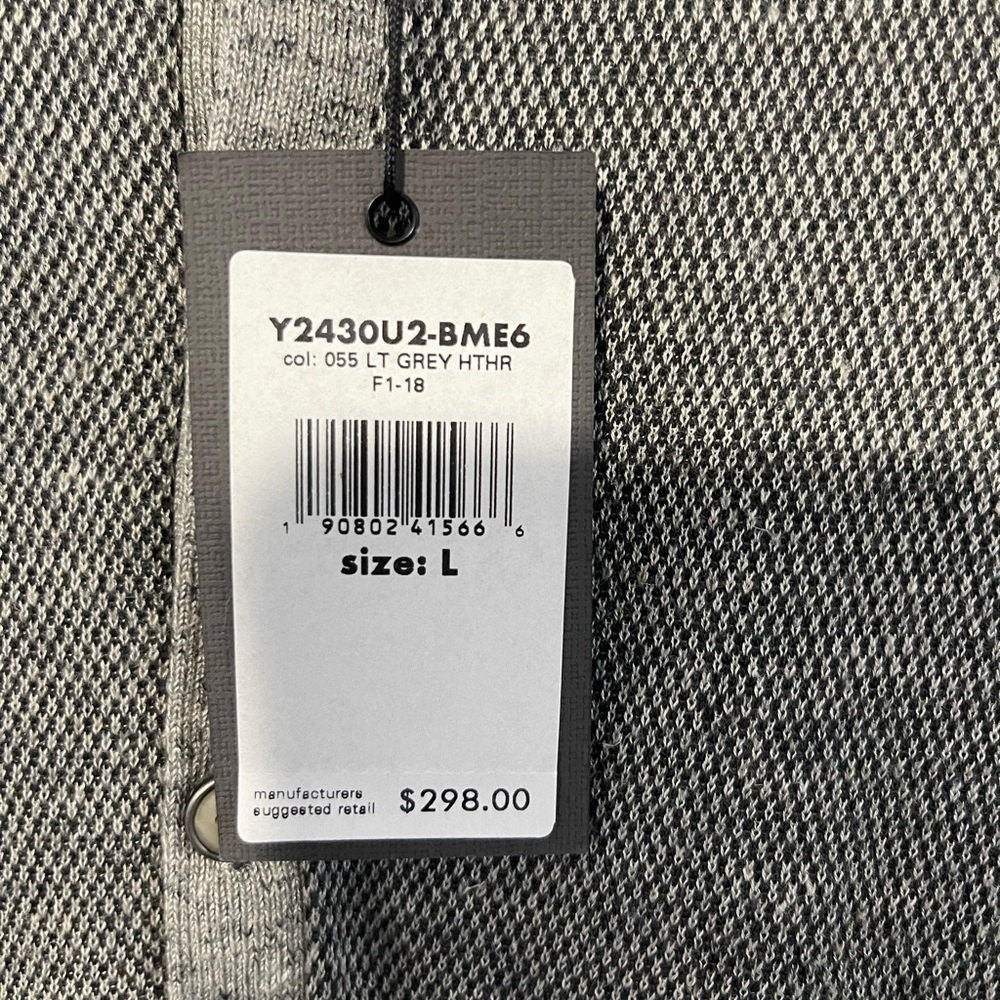 Y2430U2-BME6
col: 055 LT GREY HTHR
F1-18
1 90802 41566 6
size: L
manufacturers
suggested retail $298.00